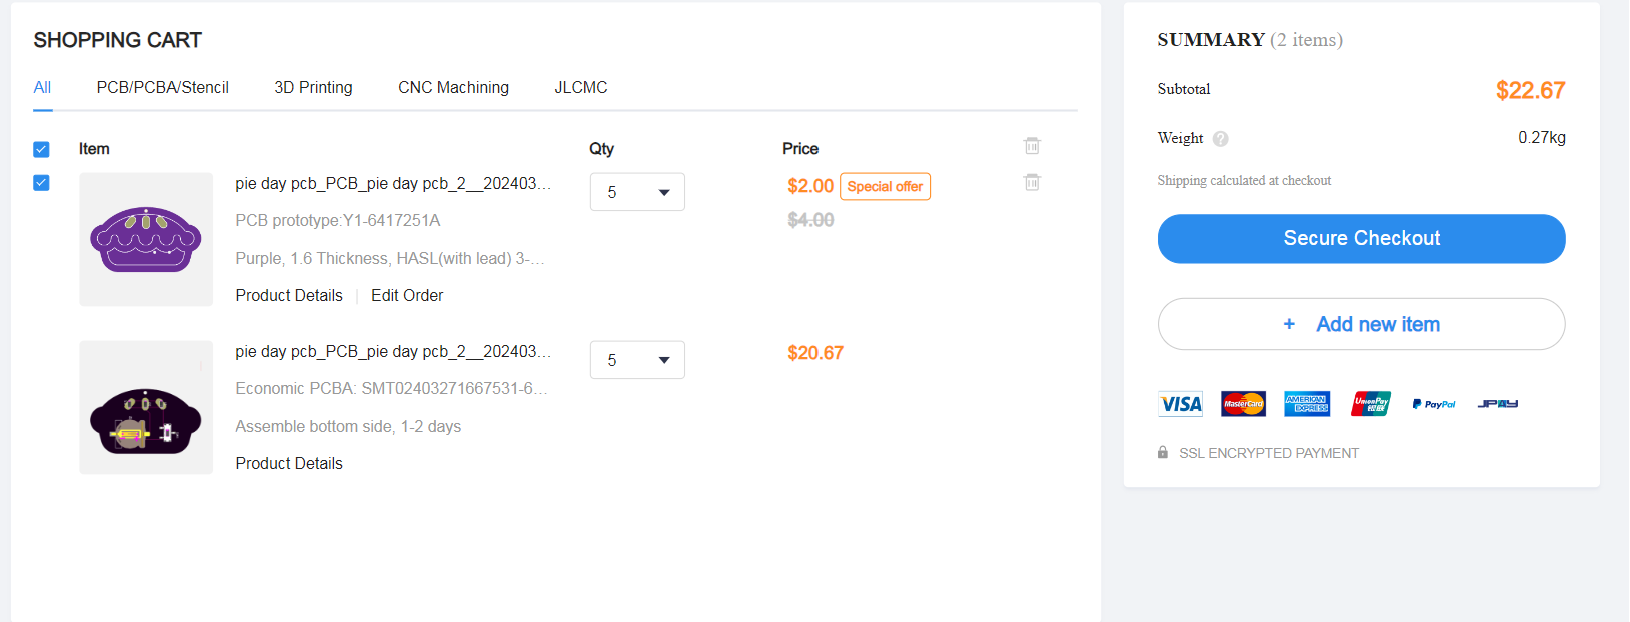 SHOPPING CART
All PCB/PCBA/Stencil 3D Printing CNC Machining JLCMC
Item Qty Price
pie day pcb_PCB_pie day pcb_2__202403...
PCB prototype:Y1-6417251A
Purple, 1.6 Thickness, HASL(with lead) 3-...
Product Details | Edit Order
5
$2.00 Special offer
$4.00
pie day pcb_PCB_pie day pcb_2__202403...
Economic PCBA: SMT02403271667531-6...
Assemble bottom side, 1-2 days
Product Details
5
$20.67
SUMMARY (2 items)
Subtotal $22.67
Weight ? 0.27kg
Shipping calculated at checkout
Secure Checkout
+ Add new item
VISA MasterCard AMERICAN EXPRESS UnionPay 银联 PayPal JPAY
SSL ENCRYPTED PAYMENT